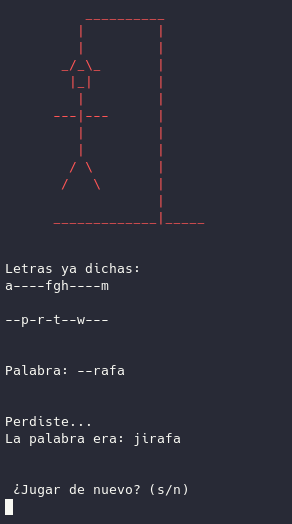 Letras ya dichas:
a----fgh----m
--p-r-t--w---
Palabra: --rafa
Perdiste...
La palabra era: jirafa
¿Jugar de nuevo? (s/n)